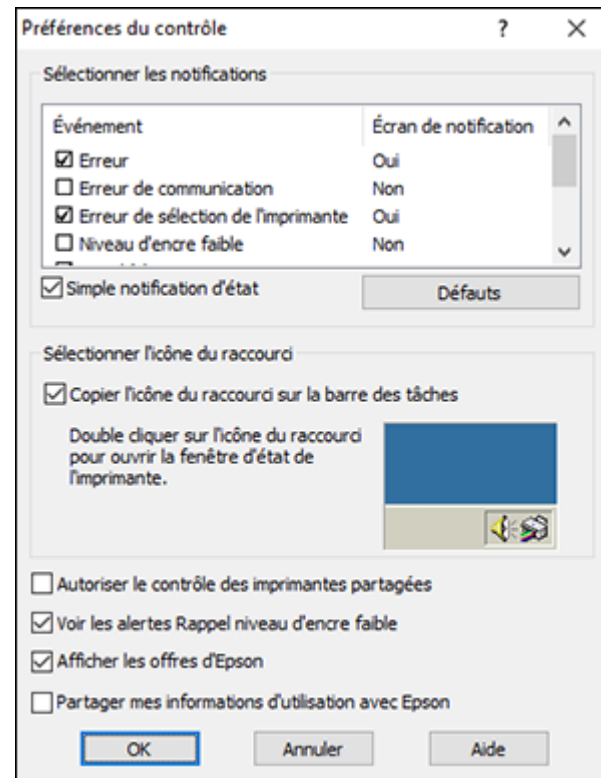 Préférences du contrôle
Sélectionner les notifications
Événement Écran de notification
Erreur Oui
Erreur de communication Non
Erreur de sélection de l'imprimante Oui
Niveau d'encre faible Non
Simple notification d'état
Défauts
Sélectionner l'icône du raccourci
Copier l'icône du raccourci sur la barre des tâches
Double cliquer sur l'icône du raccourci
pour ouvrir la fenêtre d'état de
l'imprimante.
Autoriser le contrôle des imprimantes partagées
Voir les alertes Rappel niveau d'encre faible
Afficher les offres d'Epson
Partager mes informations d'utilisation avec Epson
OK Annuler Aide